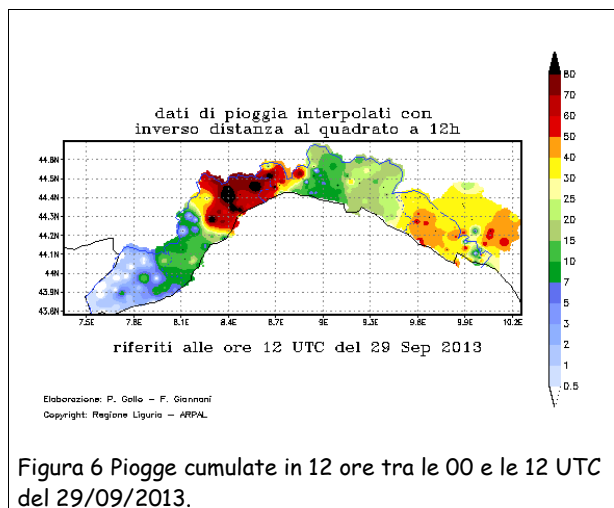 dati di pioggia interpolati con
inverso distanza al quadrato a 12h
80
70
60
50
40
30
25
20
15
10
7
5
3
2
1
0.5
44.6N
44.5N
44.4N
44.3N
44.2N
44.1N
44N
43.9N
43.8N
7.5E 7.8E 8.1E 8.4E 8.7E 9E 9.3E 9.6E 9.9E 10.2E
riferiti alle ore 12 UTC del 29 Sep 2013
Elaborazione: P. Gollo – F. Giannani
Copyright: Regione Liguria – ARPAL
Figura 6 Piogge cumulate in 12 ore tra le 00 e le 12 UTC
del 29/09/2013.